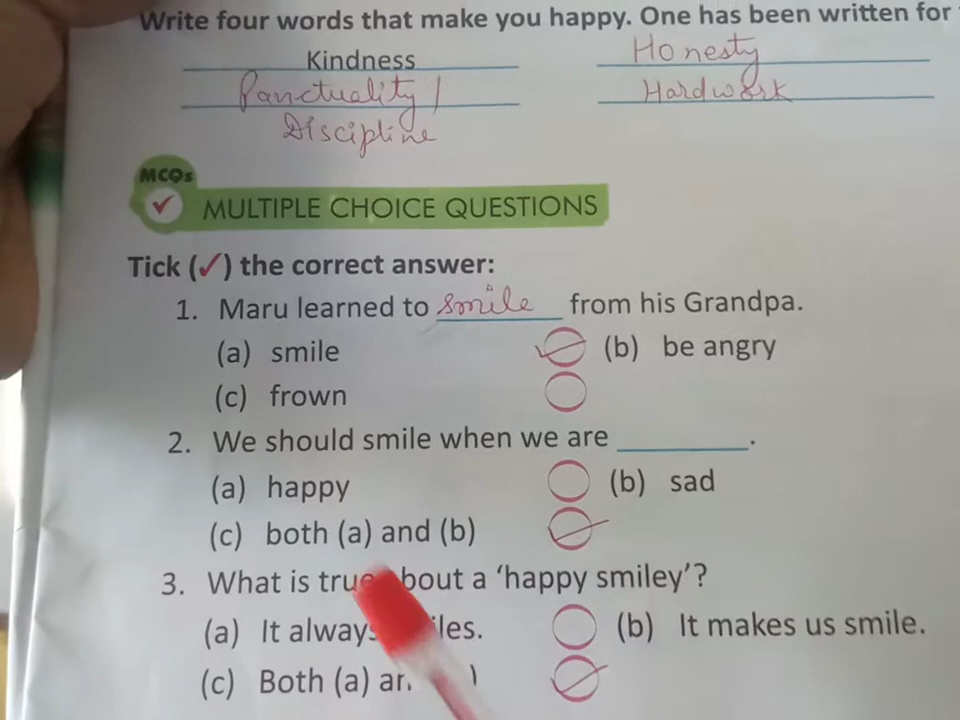 Write four words that make you happy. One has been written for
Kindness Honesty
Panctuality / Hardwork
Discipline
MCQs
✓ MULTIPLE CHOICE QUESTIONS
Tick (✓) the correct answer:
1. Maru learned to smile from his Grandpa.
(a) smile (b) be angry
(c) frown
2. We should smile when we are ________.
(a) happy (b) sad
(c) both (a) and (b)
3. What is true about a ‘happy smiley’?
(a) It (b) It makes us smile.
(c) Both (a)